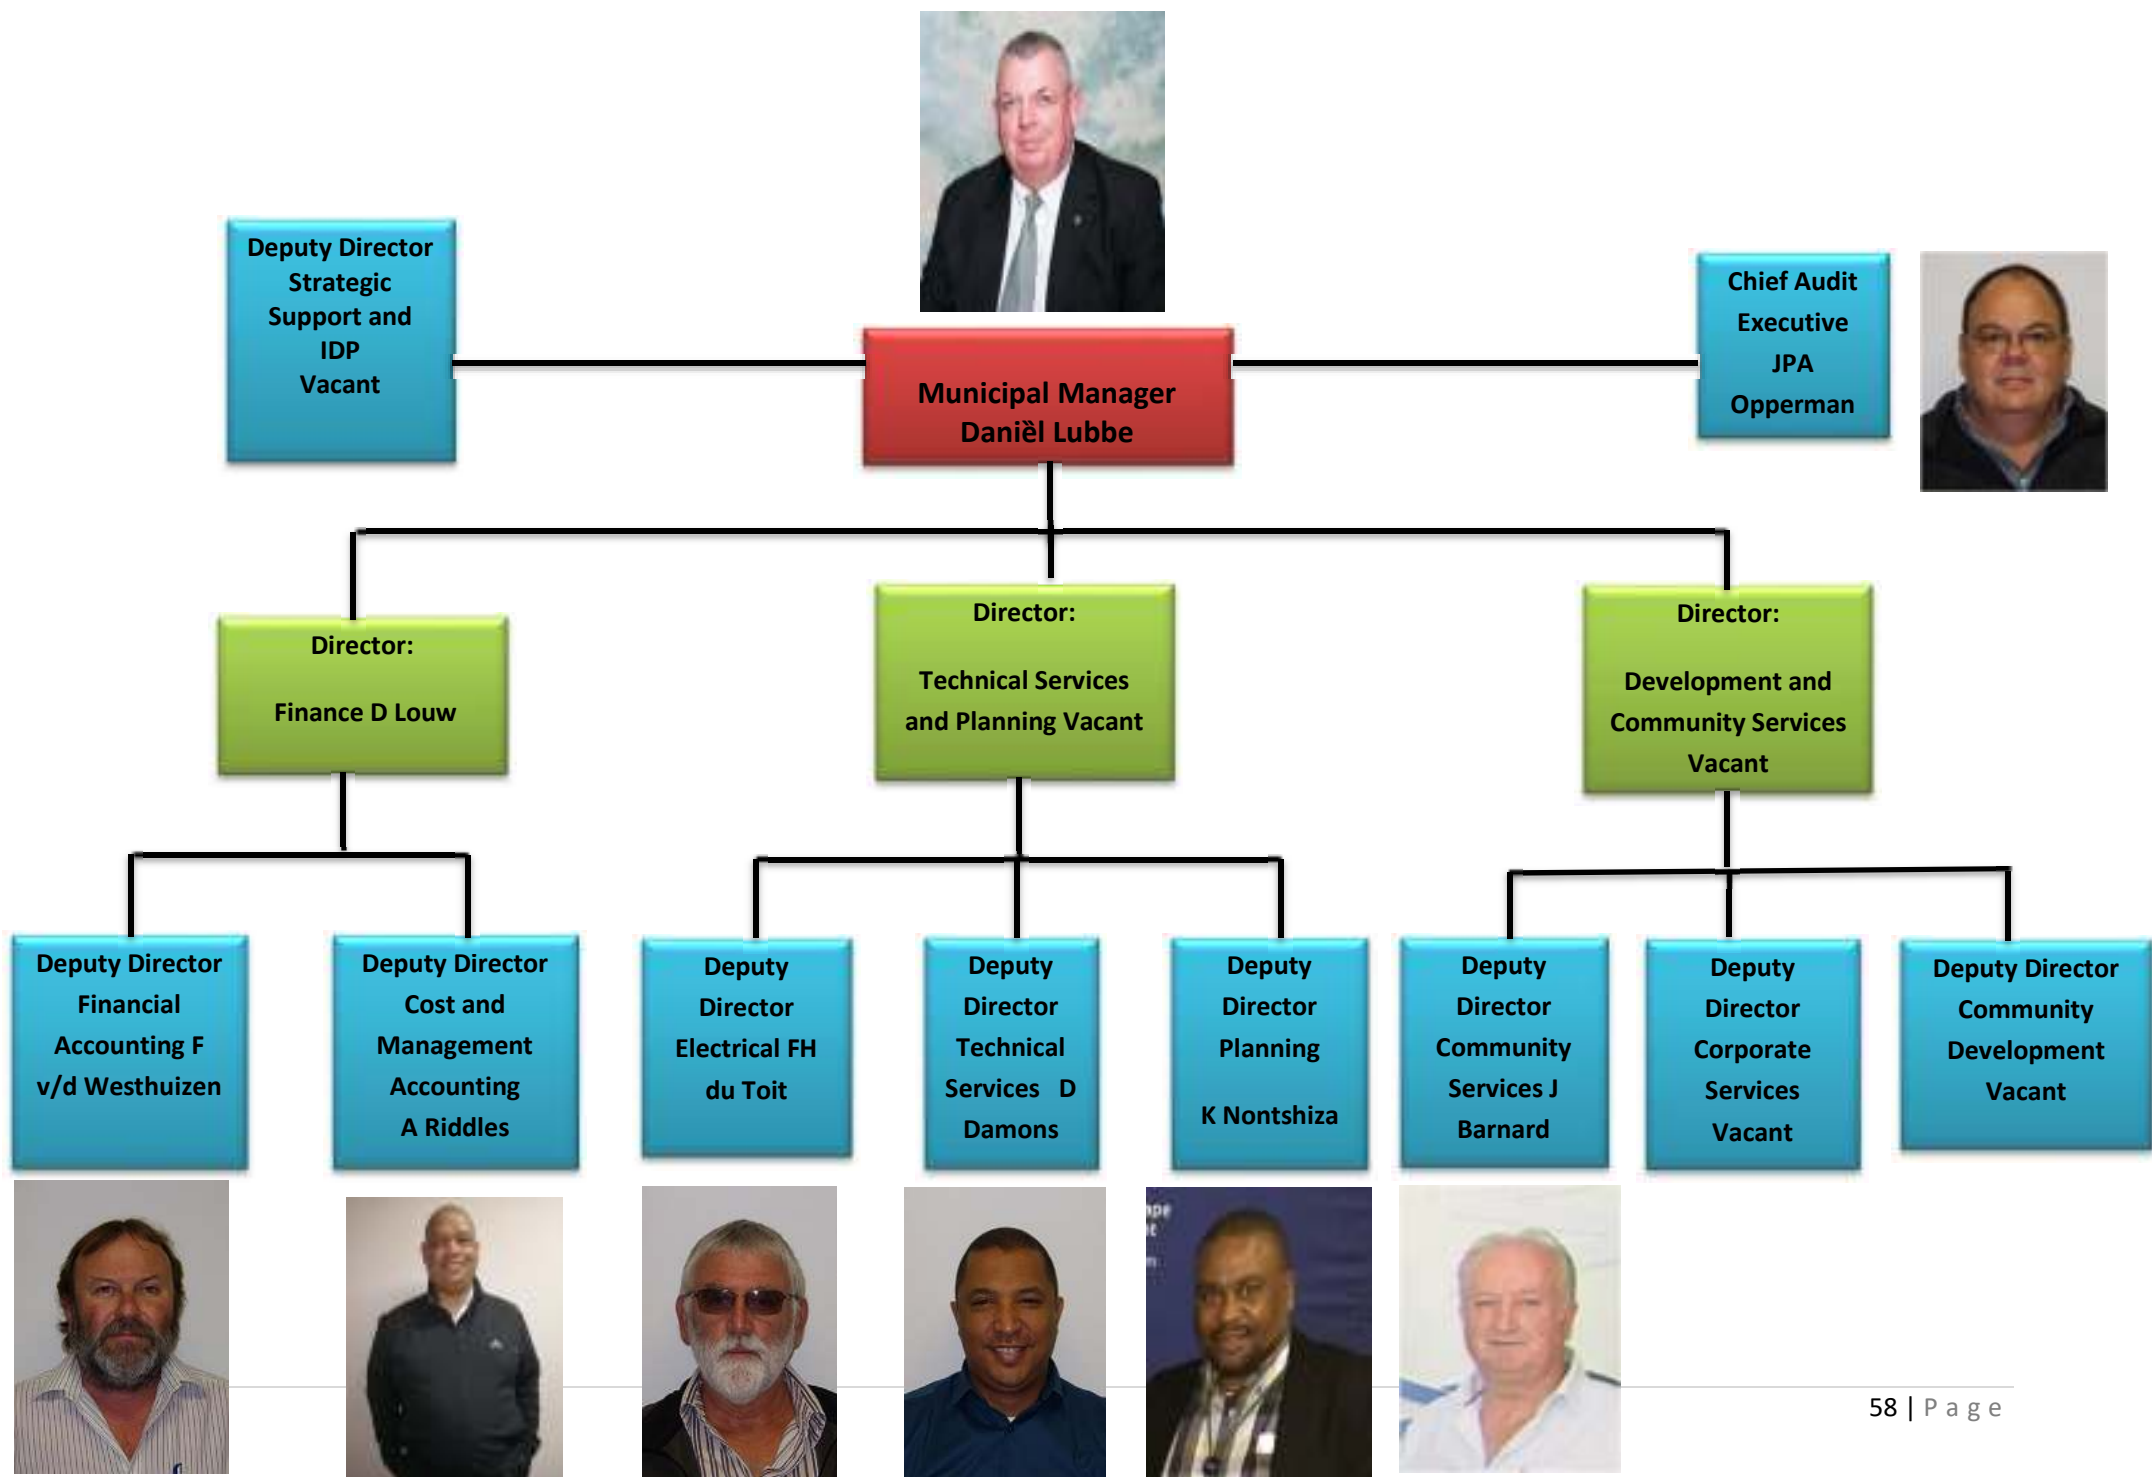 Deputy Director
Strategic
Support and
IDP
Vacant
Municipal Manager
Danièl Lubbe
Chief Audit
Executive
JPA
Opperman
Director:
Finance D Louw
Director:
Technical Services
and Planning Vacant
Director:
Development and
Community Services
Vacant
Deputy Director
Financial
Accounting F
v/d Westhuizen
Deputy Director
Cost and
Management
Accounting
A Riddles
Deputy
Director
Electrical FH
du Toit
Deputy
Director
Technical
Services D
Damons
Deputy
Director
Planning
K Nontshiza
Deputy
Director
Community
Services J
Barnard
Deputy
Director
Corporate
Services
Vacant
Deputy Director
Community
Development
Vacant
58 | Page